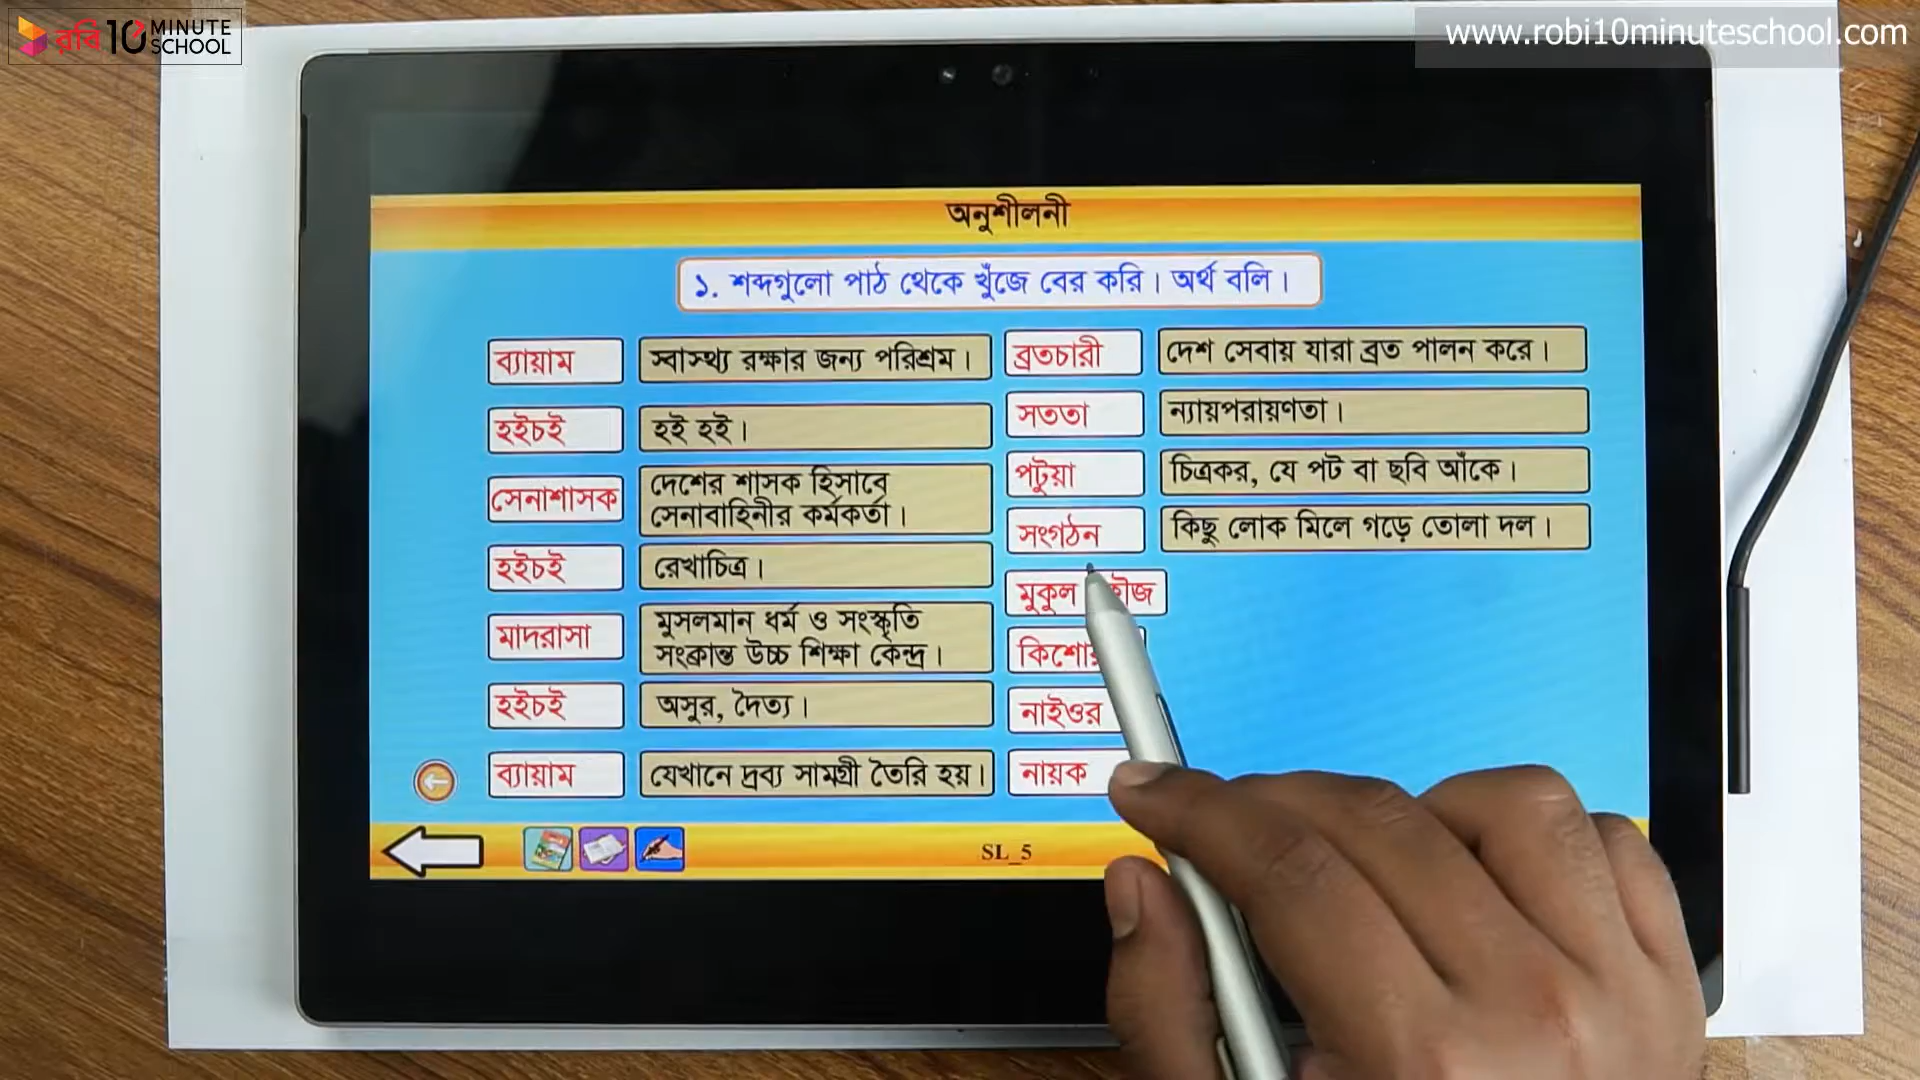 রবি 10 MINUTE SCHOOL
www.robi10minuteschool.com
অনুশীলনী
১. শব্দগুলো পাঠ থেকে খুঁজে বের করি। অর্থ বলি।
ব্যায়াম
স্বাস্থ্য রক্ষার জন্য পরিশ্রম।
হইচই
হই হই।
সেনাশাসক
দেশের শাসক হিসাবে
সেনাবাহিনীর কর্মকর্তা।
হইচই
রেখাচিত্র।
মাদরাসা
মুসলমান ধর্ম ও সংস্কৃতি
সংক্রান্ত উচ্চ শিক্ষা কেন্দ্র।
হইচই
অসুর, দৈত্য।
ব্যায়াম
যেখানে দ্রব্য সামগ্রী তৈরি হয়।
ব্রতচারী
দেশ সেবায় যারা ব্রত পালন করে।
সততা
ন্যায়পরায়ণতা।
পটুয়া
চিত্রকর, যে পট বা ছবি আঁকে।
সংগঠন
কিছু লোক মিলে গড়ে তোলা দল।
মুকুল
নাইওর
নায়ক
SL_5